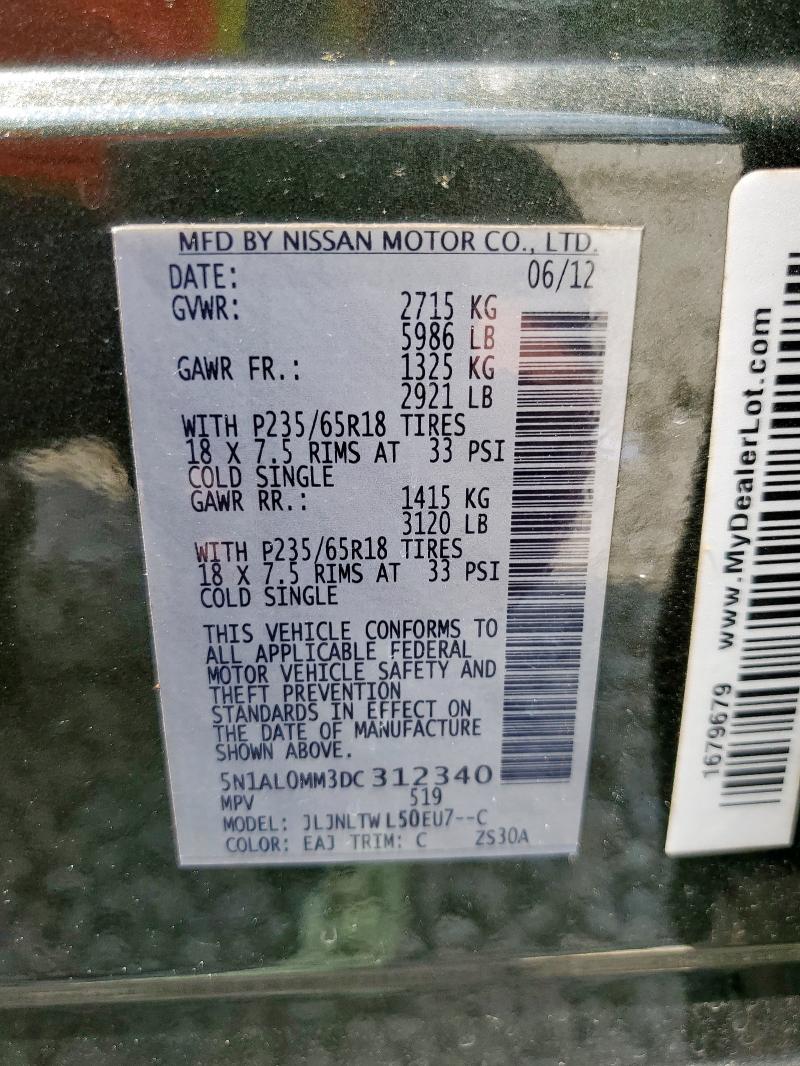 MFD BY NISSAN MOTOR CO., LTD.
DATE: 06/12
GVWR: 2715 KG
5986 LB
GAWR FR.: 1325 KG
2921 LB
WITH P235/65R18 TIRES
18 X 7.5 RIMS AT 33 PSI
COLD SINGLE
GAWR RR.: 1415 KG
3120 LB
WITH P235/65R18 TIRES
18 X 7.5 RIMS AT 33 PSI
COLD SINGLE
THIS VEHICLE CONFORMS TO
ALL APPLICABLE FEDERAL
MOTOR VEHICLE SAFETY AND
THEFT PREVENTION
STANDARDS IN EFFECT ON
THE DATE OF MANUFACTURE
SHOWN ABOVE.
5N1AL0MM3DC 312340
MPV 519
MODEL: JLJNLTW L50EU7--C
COLOR: EAJ TRIM: C ZS30A
1679679 www.MyDealerLot.com